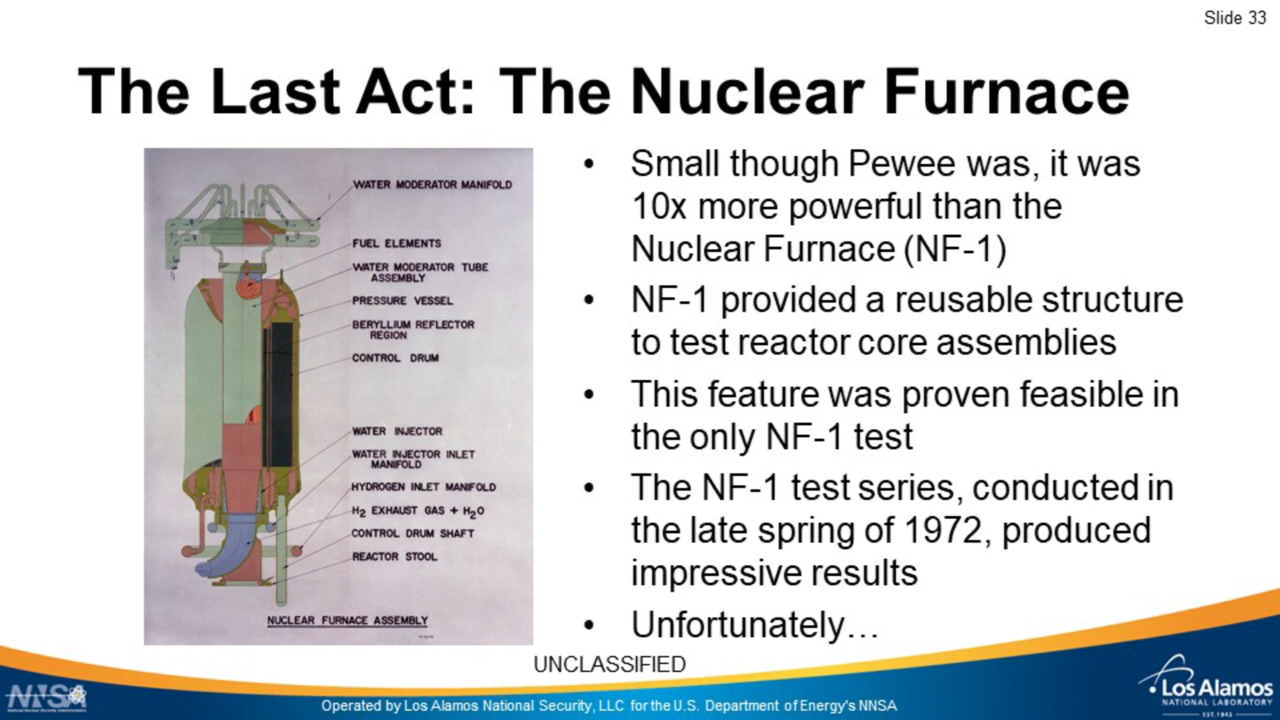 Slide 33
The Last Act: The Nuclear Furnace
WATER MODERATOR MANIFOLD
FUEL ELEMENTS
WATER MODERATOR TUBE
ASSEMBLY
PRESSURE VESSEL
BERYLLIUM REFLECTOR
REGION
CONTROL DRUM
WATER INJECTOR
WATER INJECTOR INLET
MANIFOLD
HYDROGEN INLET MANIFOLD
H₂ EXHAUST GAS + H₂O
CONTROL DRUM SHAFT
REACTOR STOOL
NUCLEAR FURNACE ASSEMBLY
• Small though Pewee was, it was
10x more powerful than the
Nuclear Furnace (NF-1)
• NF-1 provided a reusable structure
to test reactor core assemblies
• This feature was proven feasible in
the only NF-1 test
• The NF-1 test series, conducted in
the late spring of 1972, produced
impressive results
• Unfortunately…
UNCLASSIFIED
NNSA
Operated by Los Alamos National Security, LLC for the U.S. Department of Energy's NNSA
Los Alamos
NATIONAL LABORATORY
EST. 1943